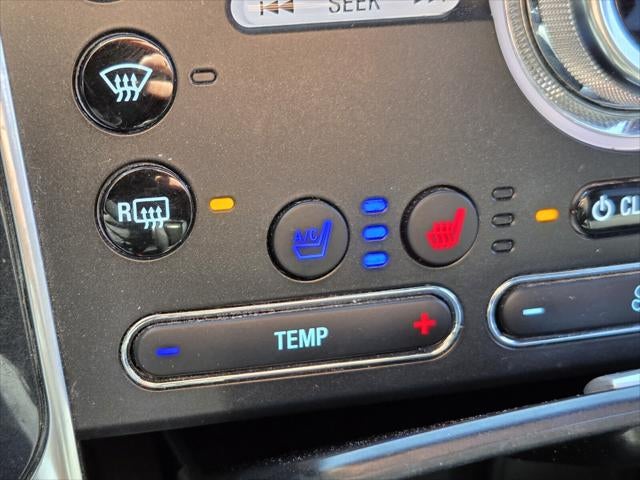 SEEK
R
A/C
CL
- TEMP +
-